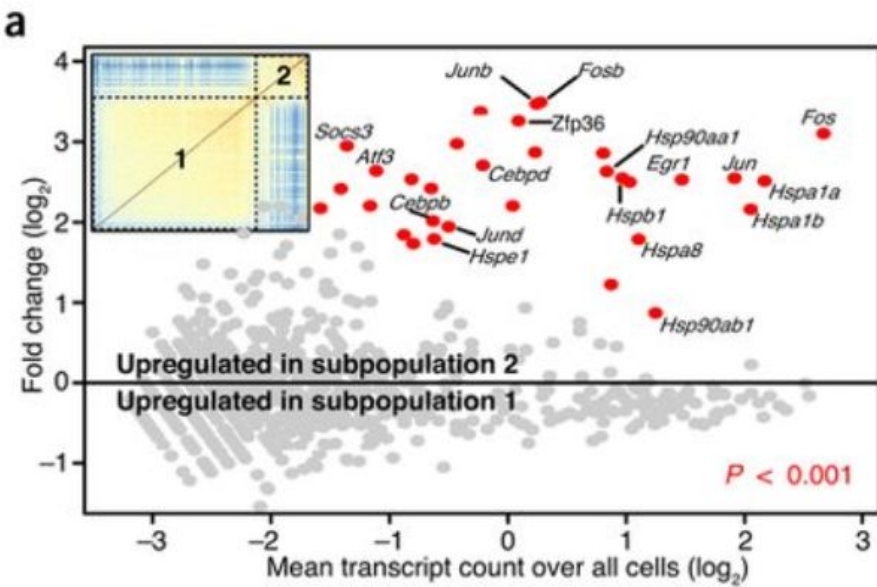 a
Fold change (log2)
4
3
2
1
0
−1
1
2
Junb
Fosb
Zfp36
Fos
Socs3
Atf3
Hsp90aa1
Cebpd
Egr1
Jun
Hspa1a
Cebpb
Hspb1
Hspa1b
Jund
Hspe1
Hspa8
Hsp90ab1
Upregulated in subpopulation 2
Upregulated in subpopulation 1
P < 0.001
−3 −2 −1 0 1 2 3
Mean transcript count over all cells (log2)